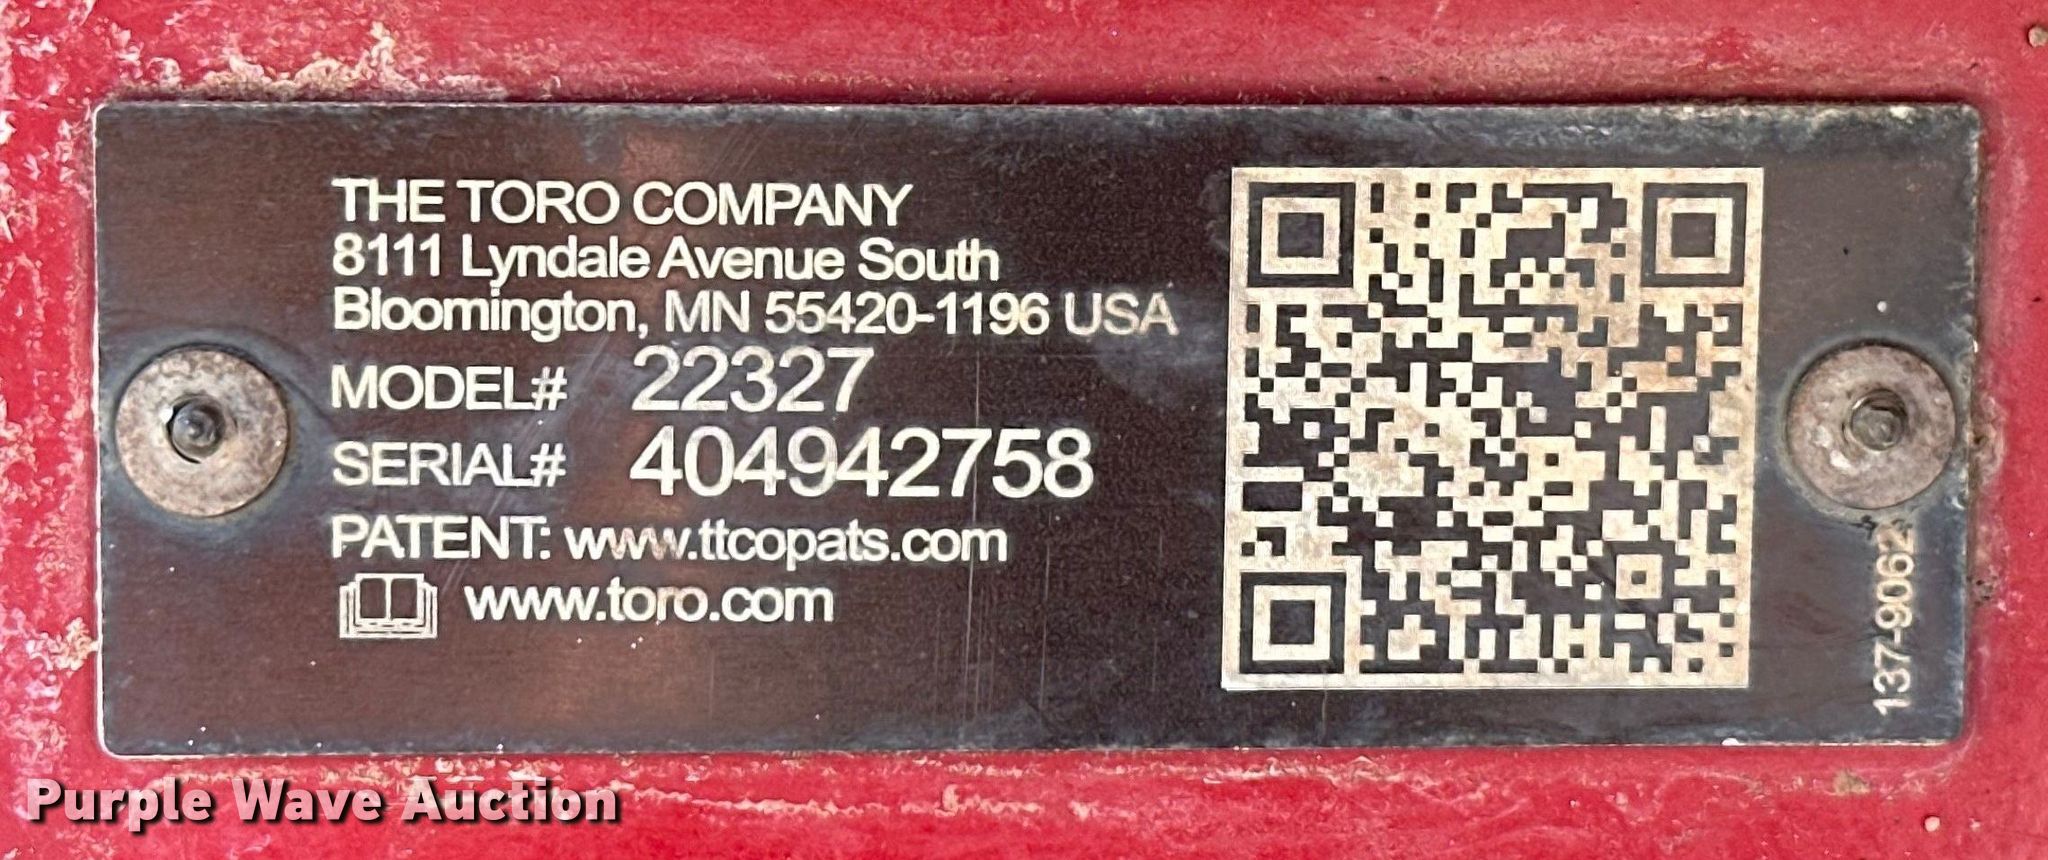 THE TORO COMPANY
8111 Lyndale Avenue South
Bloomington, MN 55420-1196 USA
MODEL# 22327
SERIAL# 404942758
PATENT: www.ttcopats.com
www.toro.com
137-9062
Purple Wave Auction